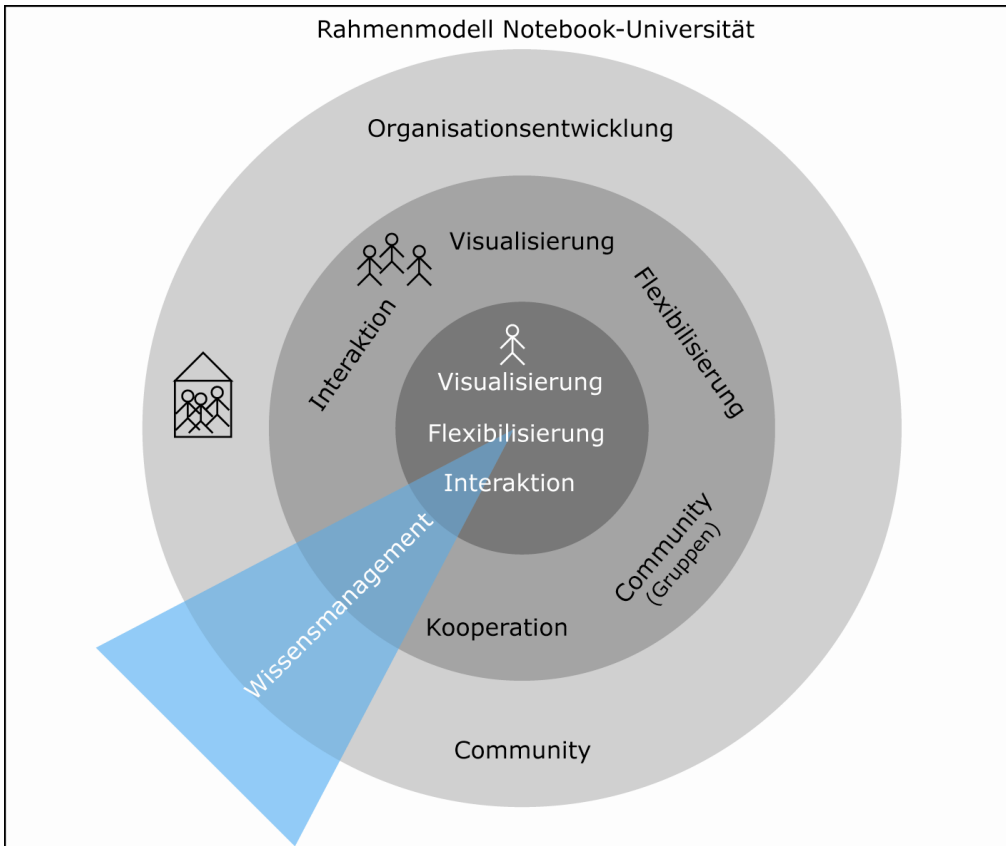 Rahmenmodell Notebook-Universität
Organisationsentwicklung
Visualisierung
Flexibilisierung
Interaktion
Visualisierung
Flexibilisierung
Interaktion
Wissensmanagement
Community
(Gruppen)
Kooperation
Community